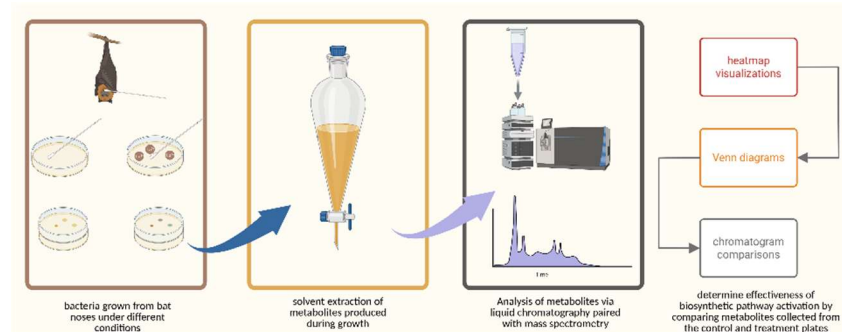 heatmap
visualizations
Venn diagrams
chromatogram
comparisons
bacteria grown from bat
noses under different
conditions
solvent extraction of
metabolites produced
during growth
Analysis of metabolites via
liquid chromatography paired
with mass spectrometry
determine effectiveness of
biosynthetic pathway activation by
comparing metabolites collected from
the control and treatment plates